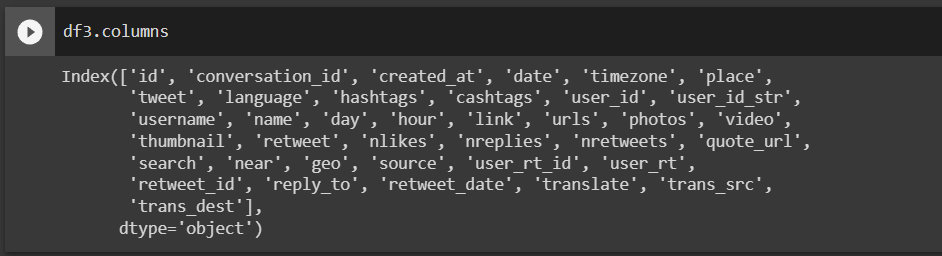 df3.columns
Index(['id', 'conversation_id', 'created_at', 'date', 'timezone', 'place',
'tweet', 'language', 'hashtags', 'cashtags', 'user_id', 'user_id_str',
'username', 'name', 'day', 'hour', 'link', 'urls', 'photos', 'video',
'thumbnail', 'retweet', 'nlikes', 'nreplies', 'nretweets', 'quote_url',
'search', 'near', 'geo', 'source', 'user_rt_id', 'user_rt',
'retweet_id', 'reply_to', 'retweet_date', 'translate', 'trans_src',
'trans_dest'],
dtype='object')